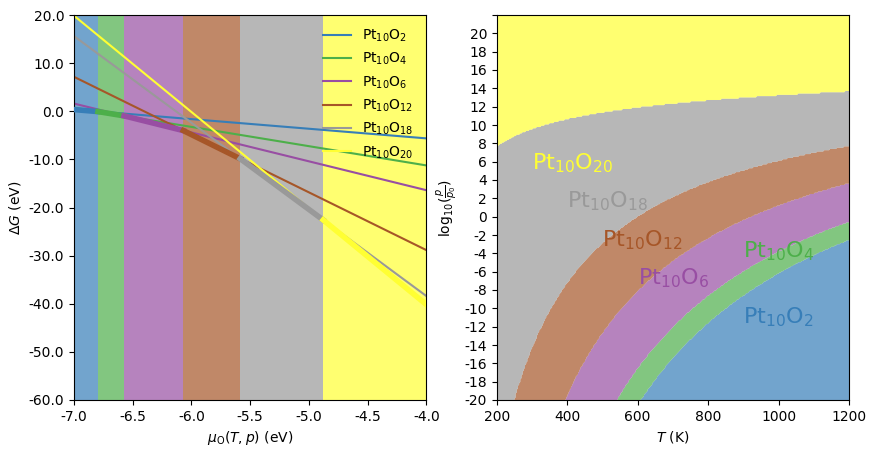 20.0
10.0
0.0
-10.0
-20.0
-30.0
-40.0
-50.0
-60.0
ΔG (eV)
-7.0 -6.5 -6.0 -5.5 -5.0 -4.5 -4.0
μ_O(T, p) (eV)
Pt₁₀O₂
Pt₁₀O₄
Pt₁₀O₆
Pt₁₀O₁₂
Pt₁₀O₁₈
Pt₁₀O₂₀
20
18
16
14
12
10
8
6
4
2
0
-2
-4
-6
-8
-10
-12
-14
-16
-18
-20
log₁₀(p/p₀)
200 400 600 800 1000 1200
T (K)
Pt₁₀O₂₀
Pt₁₀O₁₈
Pt₁₀O₁₂
Pt₁₀O₄
Pt₁₀O₆
Pt₁₀O₂